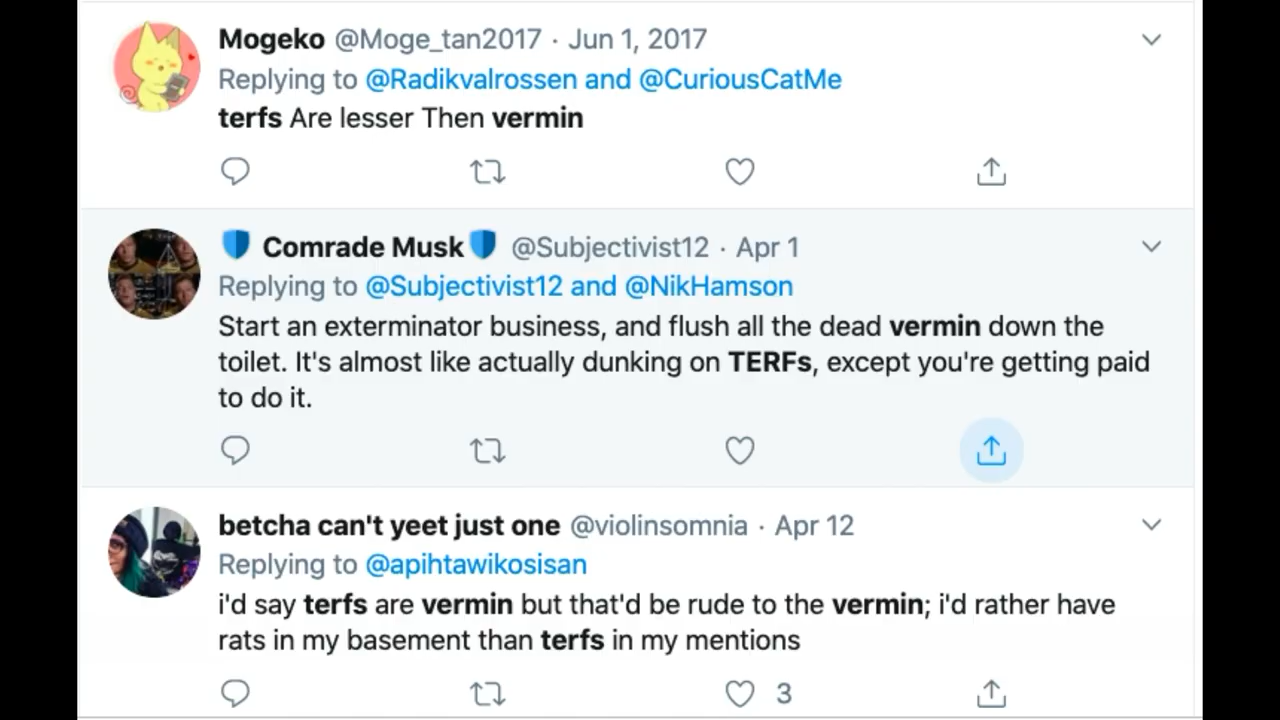 Mogeko @Moge_tan2017 · Jun 1, 2017
Replying to @Radikvalrossen and @CuriousCatMe
terfs Are lesser Then vermin
Comrade Musk @Subjectivist12 · Apr 1
Replying to @Subjectivist12 and @NikHamson
Start an exterminator business, and flush all the dead vermin down the
toilet. It's almost like actually dunking on TERFs, except you're getting paid
to do it.
betcha can't yeet just one @violinsomnia · Apr 12
Replying to @apihtawikosisan
i'd say terfs are vermin but that'd be rude to the vermin; i'd rather have
rats in my basement than terfs in my mentions
3